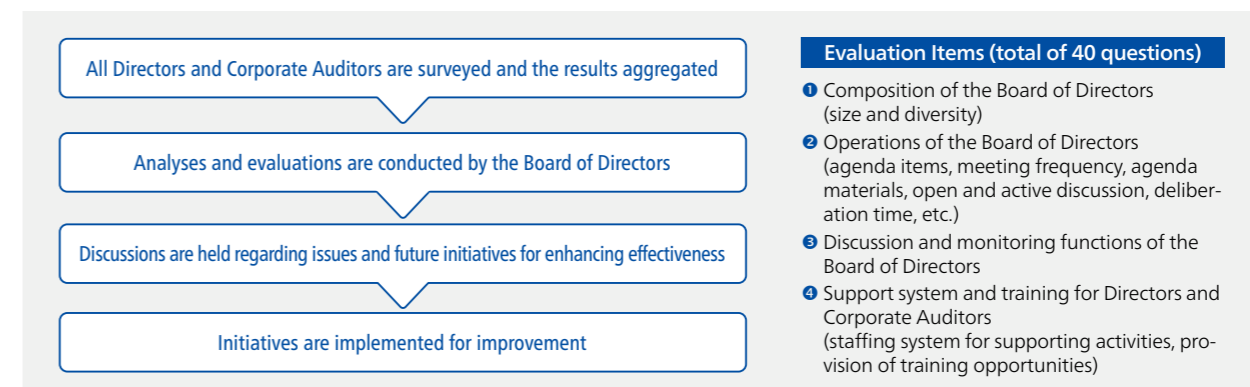 All Directors and Corporate Auditors are surveyed and the results aggregated
Analyses and evaluations are conducted by the Board of Directors
Discussions are held regarding issues and future initiatives for enhancing effectiveness
Initiatives are implemented for improvement
Evaluation Items (total of 40 questions)
❶ Composition of the Board of Directors
(size and diversity)
❷ Operations of the Board of Directors
(agenda items, meeting frequency, agenda
materials, open and active discussion, deliber-
ation time, etc.)
❸ Discussion and monitoring functions of the
Board of Directors
❹ Support system and training for Directors and
Corporate Auditors
(staffing system for supporting activities, pro-
vision of training opportunities)